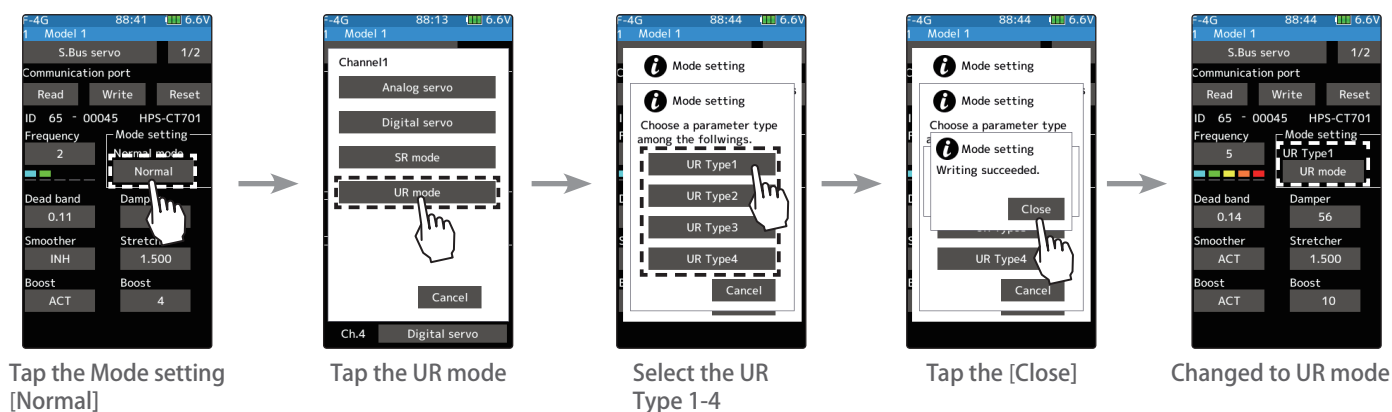 F-4G 88:41 6.6V
1 Model 1
S.Bus servo 1/2
Communication port
Read Write Reset
ID 65 - 00045 HPS-CT701
Frequency Mode setting
2 Normal mode
Normal
Dead band Damp
0.11
Smoother Stretch
INH 1.500
Boost Boost
ACT 4
Tap the Mode setting
[Normal]
F-4G 88:13 6.6V
1 Model 1
Channel1
Analog servo
Digital servo
SR mode
UR mode
Cancel
Ch.4 Digital servo
Tap the UR mode
F-4G 88:44 6.6V
1 Model 1
Mode setting
Mode setting
Choose a parameter type
among the follwings.
UR Type1
UR Type2
UR Type3
UR Type4
Cancel
Select the UR
Type 1-4
F-4G 88:44 6.6V
1 Model 1
Mode setting
Mode setting
Choose a parameter type
Mode setting
Writing succeeded.
Close
UR Type4
Cancel
Tap the [Close]
F-4G 88:44 6.6V
1 Model 1
S.Bus servo 1/2
Communication port
Read Write Reset
ID 65 - 00045 HPS-CT701
Frequency Mode setting
5 UR Type1
UR mode
Dead band Damper
0.14 56
Smoother Stretcher
ACT 1.500
Boost Boost
ACT 10
Changed to UR mode